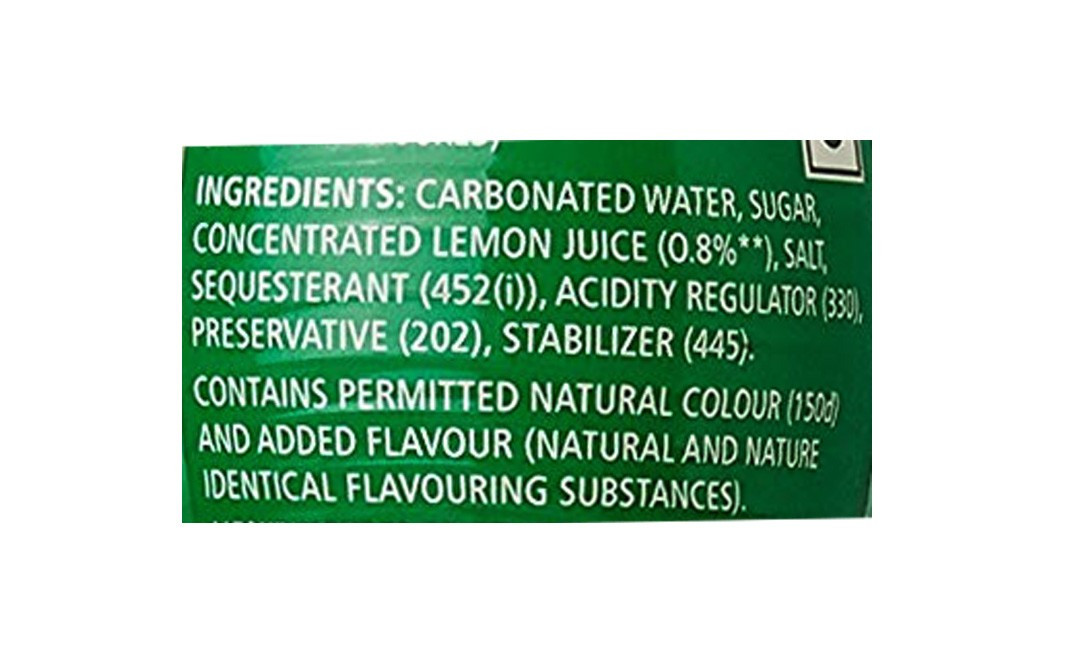 INGREDIENTS: CARBONATED WATER, SUGAR,
CONCENTRATED LEMON JUICE (0.8%**), SALT,
SEQUESTERANT (452(i)), ACIDITY REGULATOR (330),
PRESERVATIVE (202), STABILIZER (445).
CONTAINS PERMITTED NATURAL COLOUR (150d)
AND ADDED FLAVOUR (NATURAL AND NATURE
IDENTICAL FLAVOURING SUBSTANCES).